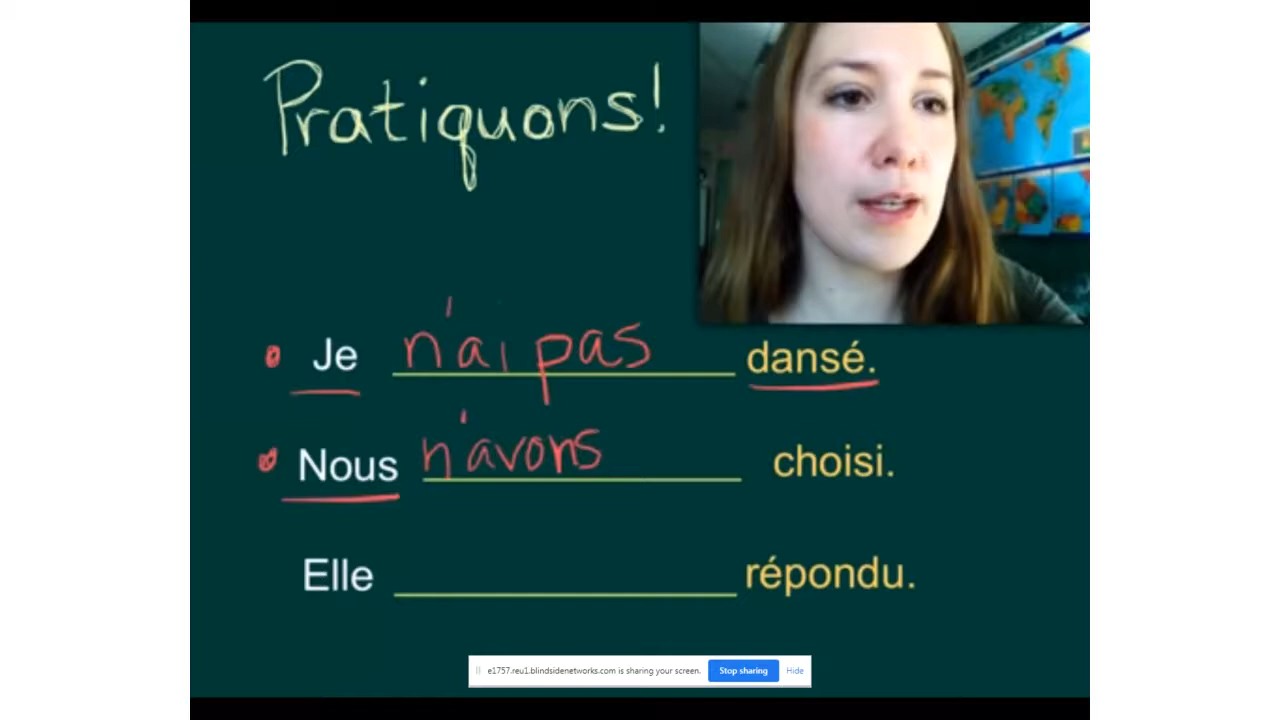 Pratiquons!
Je n'ai pas dansé.
Nous n'avons choisi.
Elle répondu.
e1757.reu1.blindsidenetworks.com is sharing your screen. Stop sharing Hide